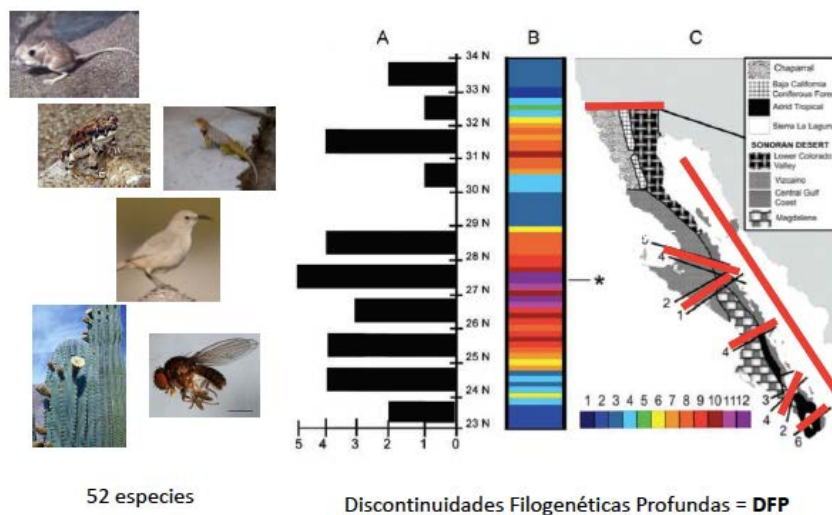 A
B
C
34 N
33 N
32 N
31 N
30 N
29 N
28 N
27 N
26 N
25 N
24 N
23 N
5 4 3 2 1 0
*
1 2 3 4 5 6 7 8 9 10 11 12
Chaparral
Baja California
Coniferous Forest
Adrid Tropical
Sierra La Laguna
SONORAN DESERT
Lower Colorado
Valley
Vizcaino
Central Gulf
Coast
Magdalena
4
2
1
4
3
4
2
6
52 especies
Discontinuidades Filogenéticas Profundas = DFP